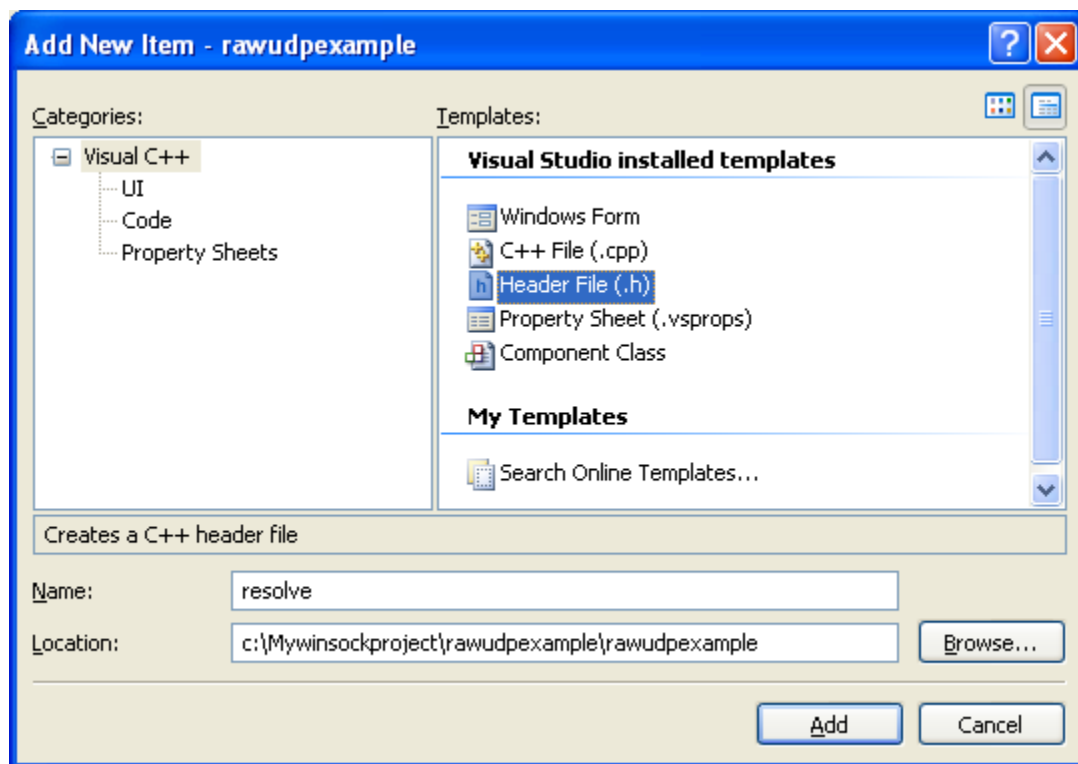 Add New Item - rawudpexample
Categories:
Templates:
Visual C++
UI
Code
Property Sheets
Visual Studio installed templates
Windows Form
C++ File (.cpp)
Header File (.h)
Property Sheet (.vsprops)
Component Class
My Templates
Search Online Templates...
Creates a C++ header file
Name:
resolve
Location:
c:\Mywinsockproject\rawudpexample\rawudpexample
Browse...
Add
Cancel